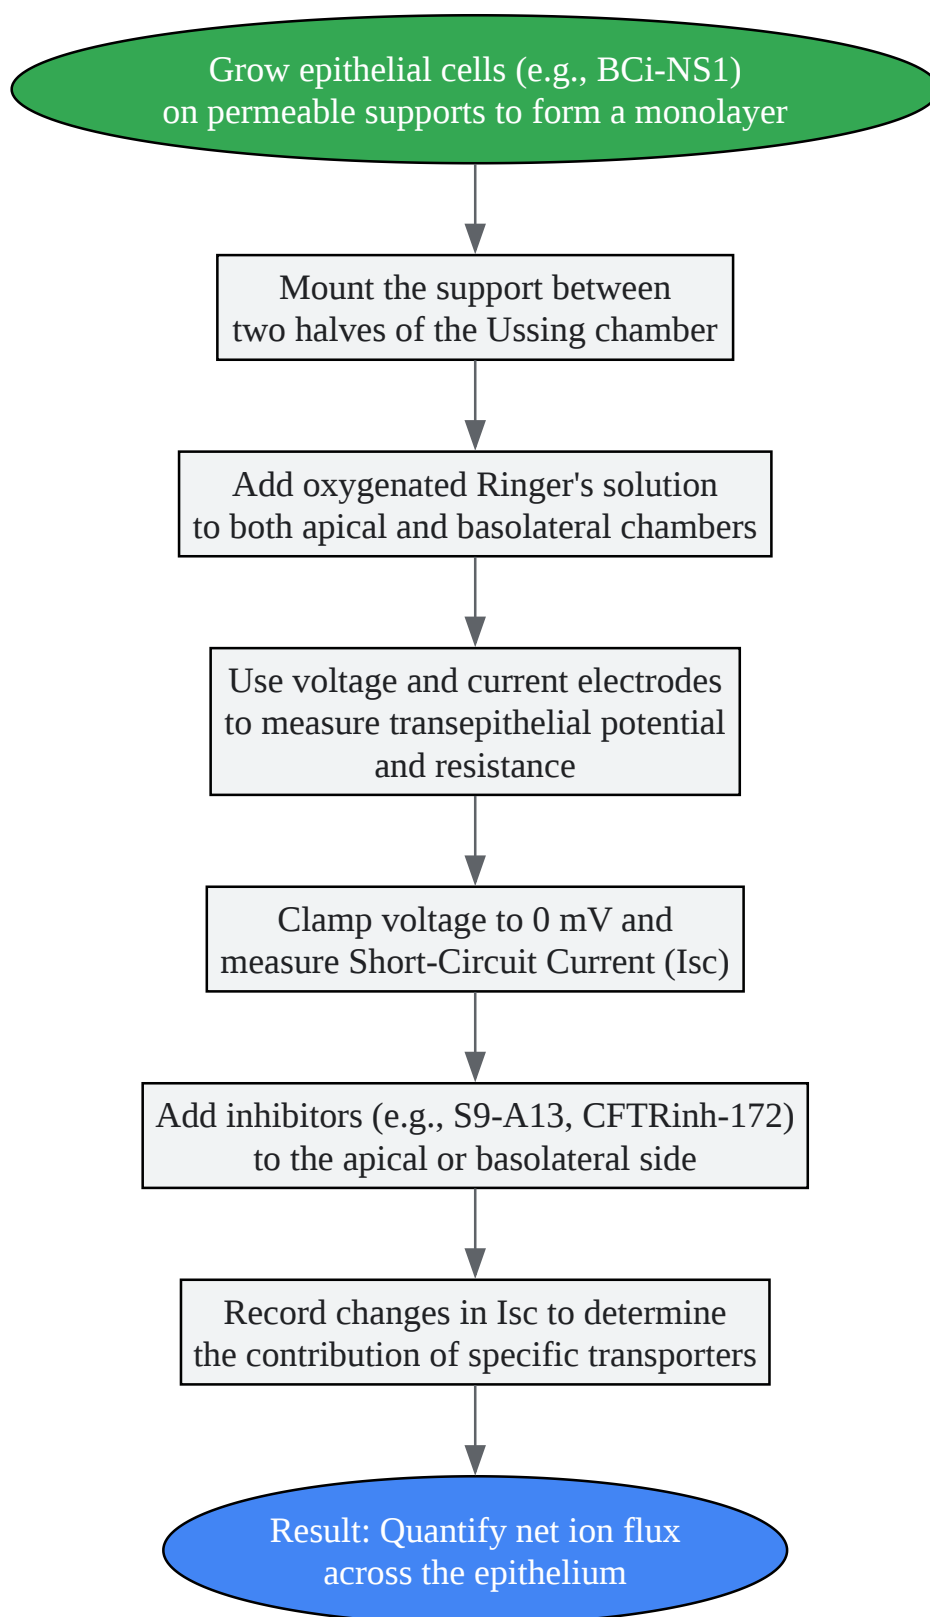 Grow epithelial cells (e.g., BCi-NS1)
on permeable supports to form a monolayer
Mount the support between
two halves of the Ussing chamber
Add oxygenated Ringer's solution
to both apical and basolateral chambers
Use voltage and current electrodes
to measure transepithelial potential
and resistance
Clamp voltage to 0 mV and
measure Short-Circuit Current (Isc)
Add inhibitors (e.g., S9-A13, CFTRinh-172)
to the apical or basolateral side
Record changes in Isc to determine
the contribution of specific transporters
Result: Quantify net ion flux
across the epithelium